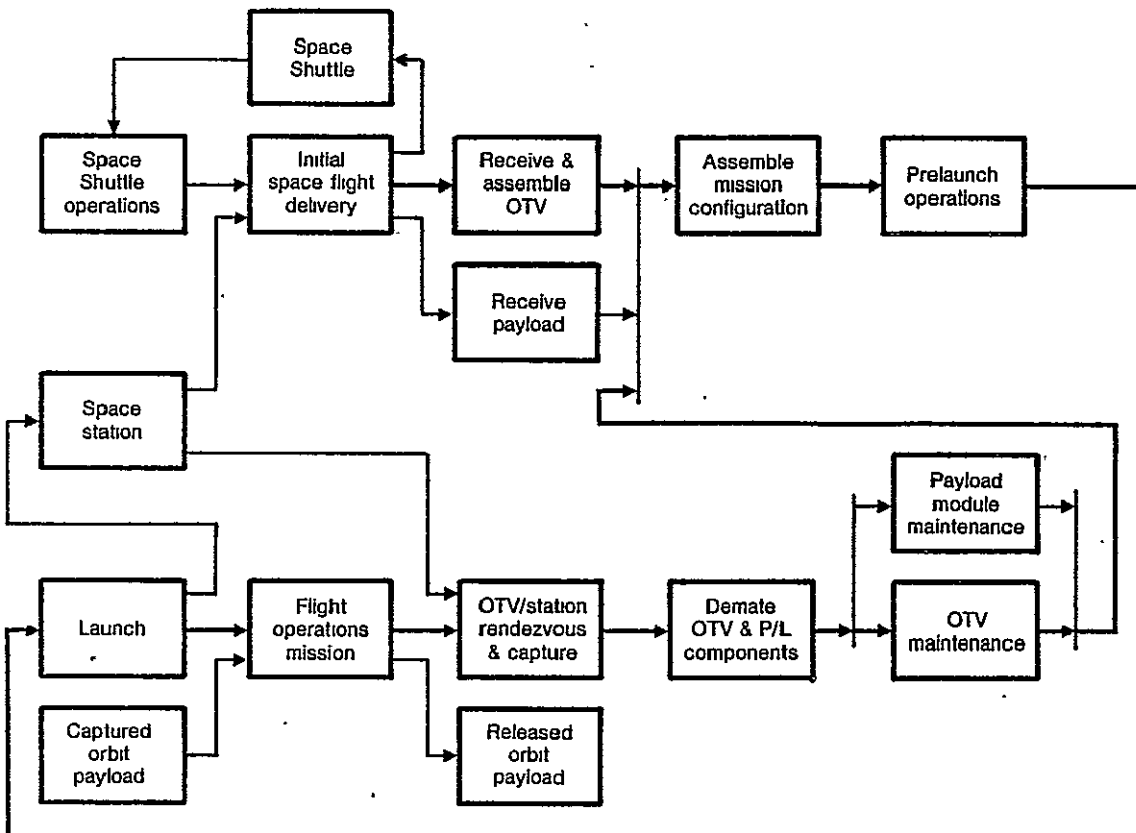 Space
Shuttle
Space
Shuttle
operations
Initial
space flight
delivery
Receive &
assemble
OTV
Assemble
mission
configuration
Prelaunch
operations
Receive
payload
Space
station
Payload
module
maintenance
Launch
Flight
operations
mission
OTV/station
rendezvous
& capture
Demate
OTV & P/L
components
OTV
maintenance
Captured
orbit
payload
Released
orbit
payload